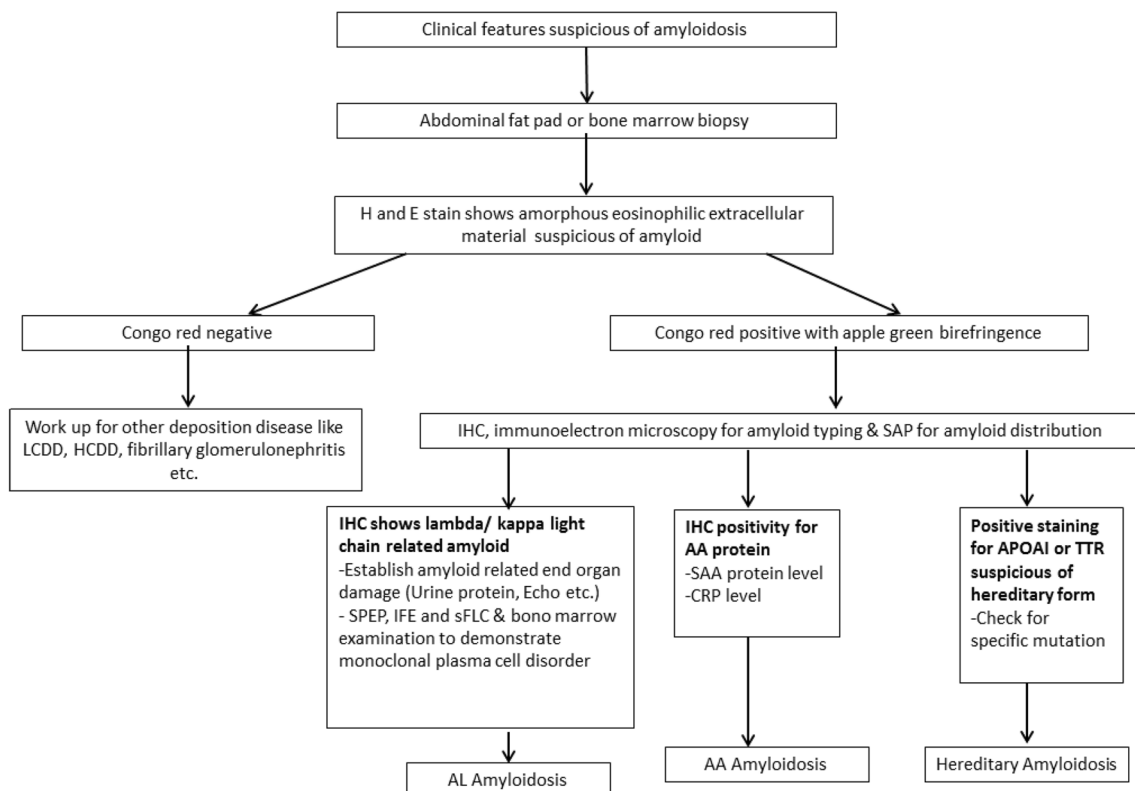 Clinical features suspicious of amyloidosis
Abdominal fat pad or bone marrow biopsy
H and E stain shows amorphous eosinophilic extracellular
material suspicious of amyloid
Congo red negative
Congo red positive with apple green birefringence
Work up for other deposition disease like
LCDD, HCDD, fibrillary glomerulonephritis
etc.
IHC, immunoelectron microscopy for amyloid typing & SAP for amyloid distribution
IHC shows lambda/ kappa light
chain related amyloid
-Establish amyloid related end organ
damage (Urine protein, Echo etc.)
- SPEP, IFE and sFLC & bono marrow
examination to demonstrate
monoclonal plasma cell disorder
IHC positivity for
AA protein
-SAA protein level
-CRP level
Positive staining
for APOAI or TTR
suspicious of
hereditary form
-Check for
specific mutation
AL Amyloidosis
AA Amyloidosis
Hereditary Amyloidosis